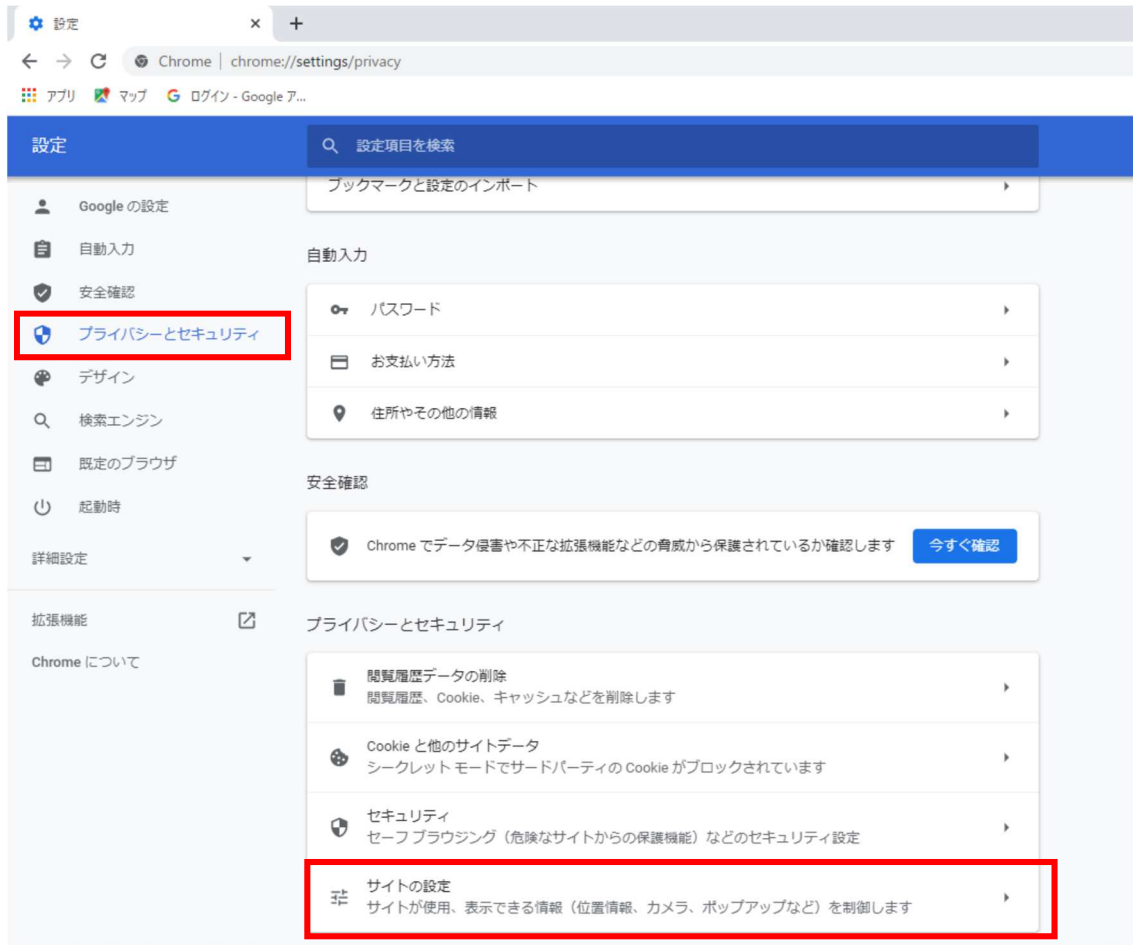 設定
Chrome | chrome://settings/privacy
アプリ マップ ログイン - Google ア...
設定
設定項目を検索
Google の設定
自動入力
安全確認
プライバシーとセキュリティ
デザイン
検索エンジン
既定のブラウザ
起動時
詳細設定
拡張機能
Chrome について
ブックマークと設定のインポート
自動入力
パスワード
お支払い方法
住所やその他の情報
安全確認
Chrome でデータ侵害や不正な拡張機能などの脅威から保護されているか確認します 今すぐ確認
プライバシーとセキュリティ
閲覧履歴データの削除
閲覧履歴、Cookie、キャッシュなどを削除します
Cookie と他のサイトデータ
シークレット モードでサードパーティの Cookie がブロックされています
セキュリティ
セーフ ブラウジング（危険なサイトからの保護機能）などのセキュリティ設定
サイトの設定
サイトが使用、表示できる情報（位置情報、カメラ、ポップアップなど）を制御します